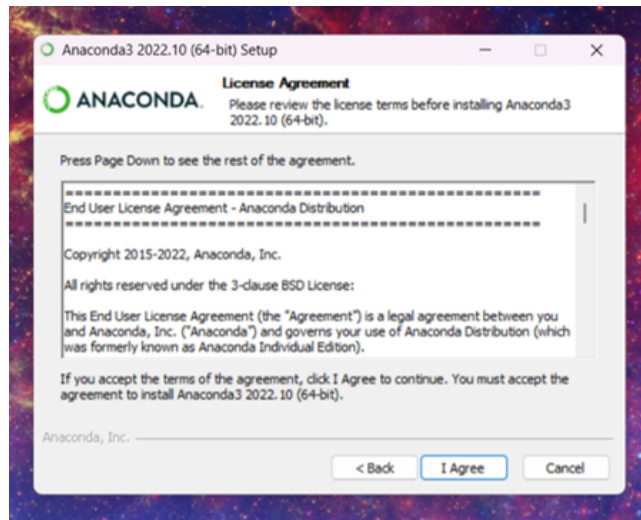 Anaconda3 2022.10 (64-bit) Setup
ANACONDA.
License Agreement
Please review the license terms before installing Anaconda3
2022.10 (64-bit).
Press Page Down to see the rest of the agreement.
====================================================
End User License Agreement - Anaconda Distribution
====================================================
Copyright 2015-2022, Anaconda, Inc.
All rights reserved under the 3-clause BSD License:
This End User License Agreement (the "Agreement") is a legal agreement between you
and Anaconda, Inc. ("Anaconda") and governs your use of Anaconda Distribution (which
was formerly known as Anaconda Individual Edition).
If you accept the terms of the agreement, click I Agree to continue. You must accept the
agreement to install Anaconda3 2022.10 (64-bit).
Anaconda, Inc.
< Back
I Agree
Cancel